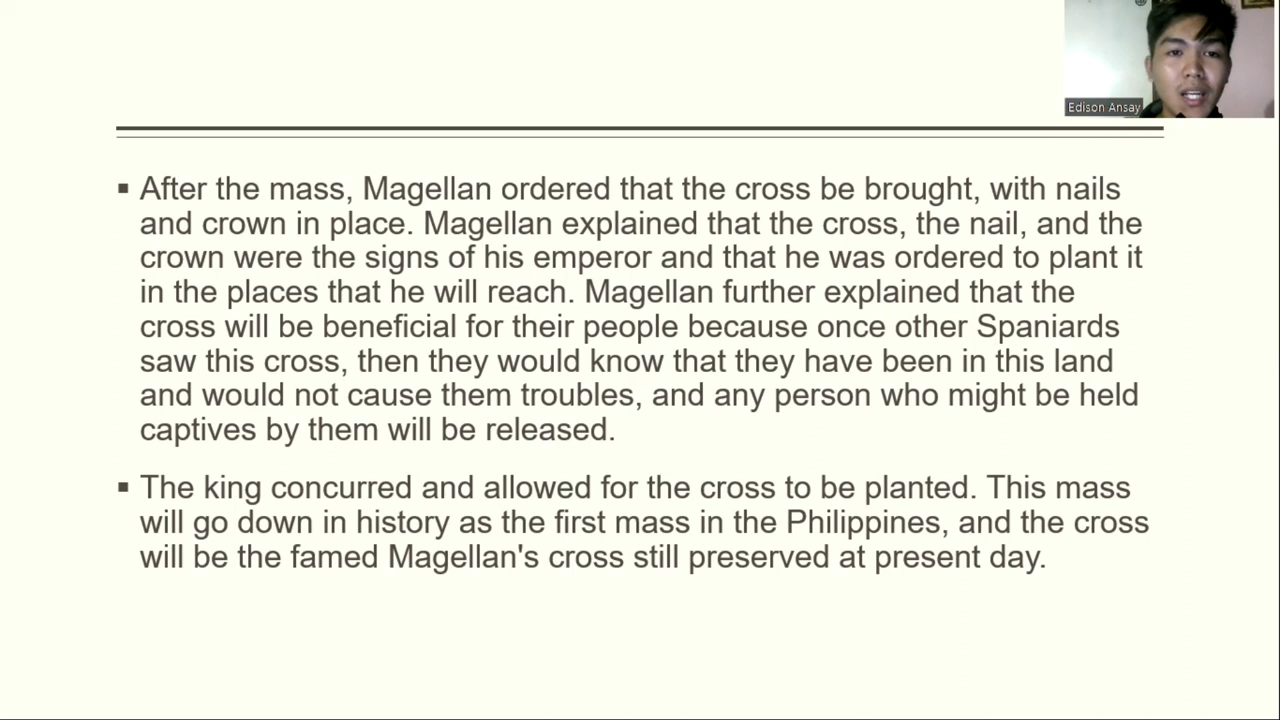 Edison Ansay
▪ After the mass, Magellan ordered that the cross be brought, with nails
and crown in place. Magellan explained that the cross, the nail, and the
crown were the signs of his emperor and that he was ordered to plant it
in the places that he will reach. Magellan further explained that the
cross will be beneficial for their people because once other Spaniards
saw this cross, then they would know that they have been in this land
and would not cause them troubles, and any person who might be held
captives by them will be released.
▪ The king concurred and allowed for the cross to be planted. This mass
will go down in history as the first mass in the Philippines, and the cross
will be the famed Magellan's cross still preserved at present day.